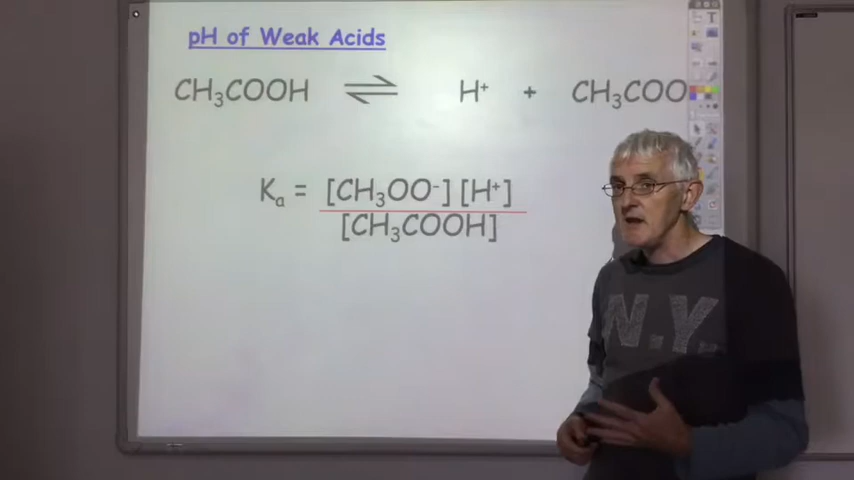 pH of Weak Acids
CH₃COOH ⇌ H⁺ + CH₃COO
Kₐ = [CH₃OO⁻] [H⁺]
[CH₃COOH]
N.Y.